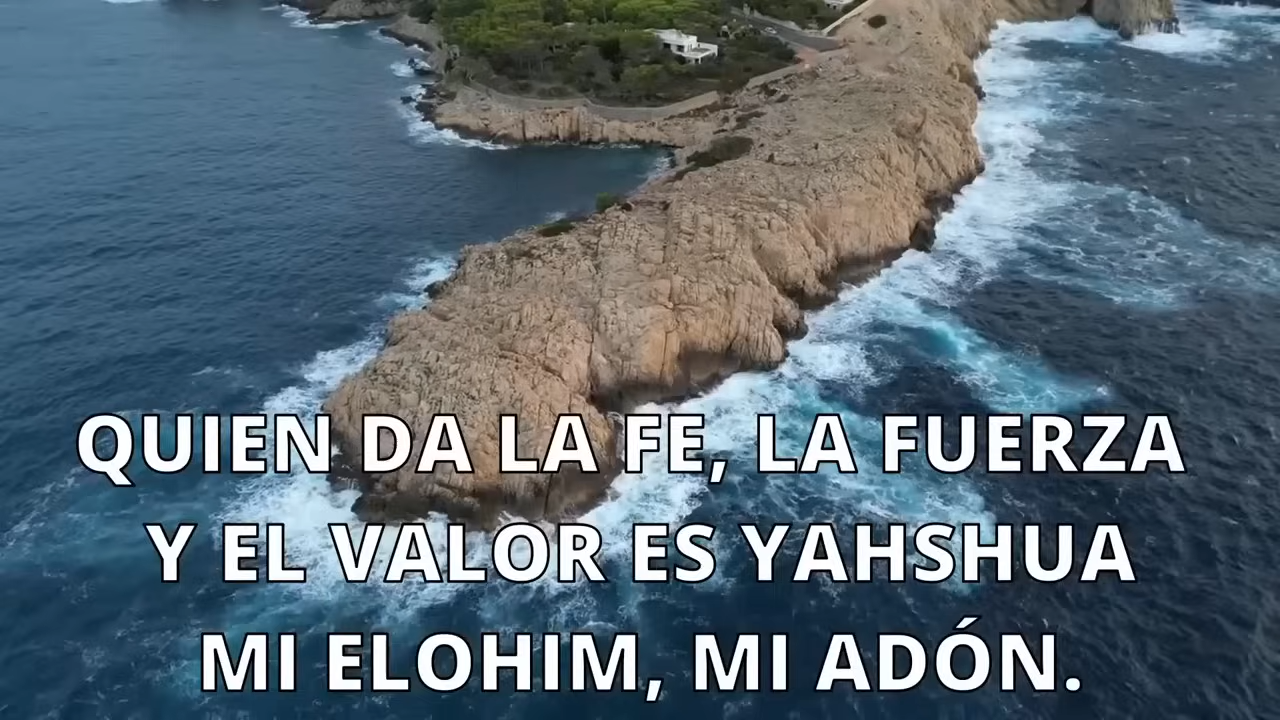 QUIEN DA LA FE, LA FUERZA
Y EL VALOR ES YAHSHUA
MI ELOHIM, MI ADÓN.